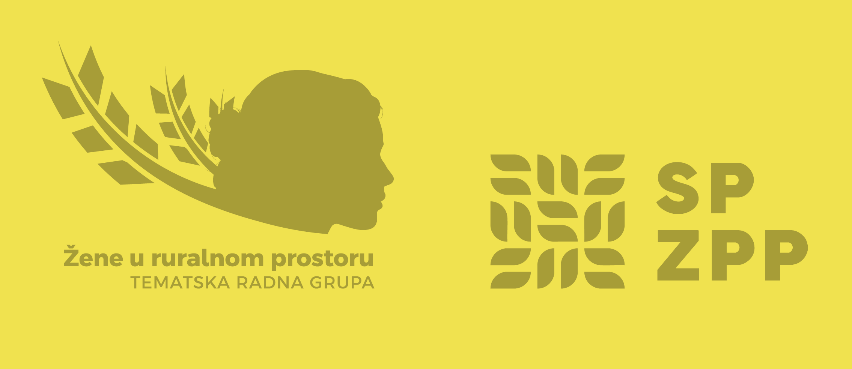 Žene u ruralnom prostoru
TEMATSKA RADNA GRUPA
SP
ZPP